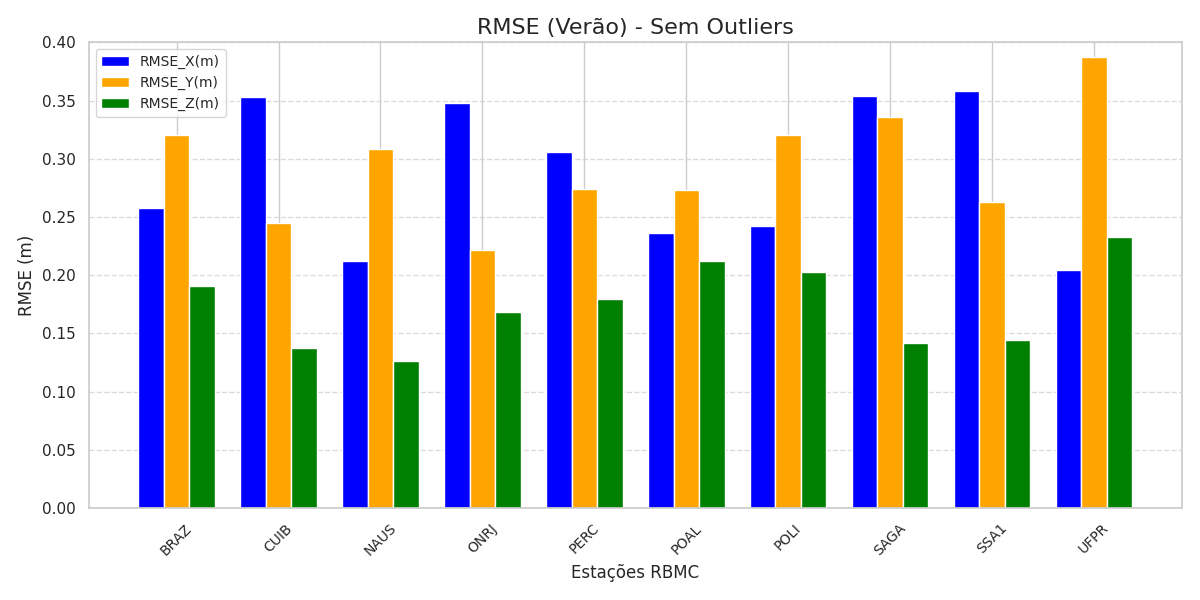 RMSE (Verão) - Sem Outliers
RMSE_X(m)
RMSE_Y(m)
RMSE_Z(m)
RMSE (m)
0.40
0.35
0.30
0.25
0.20
0.15
0.10
0.05
0.00
BRAZ
CUIB
NAUS
ONRJ
PERC
POAL
POLI
SAGA
SSA1
UFPR
Estações RBMC